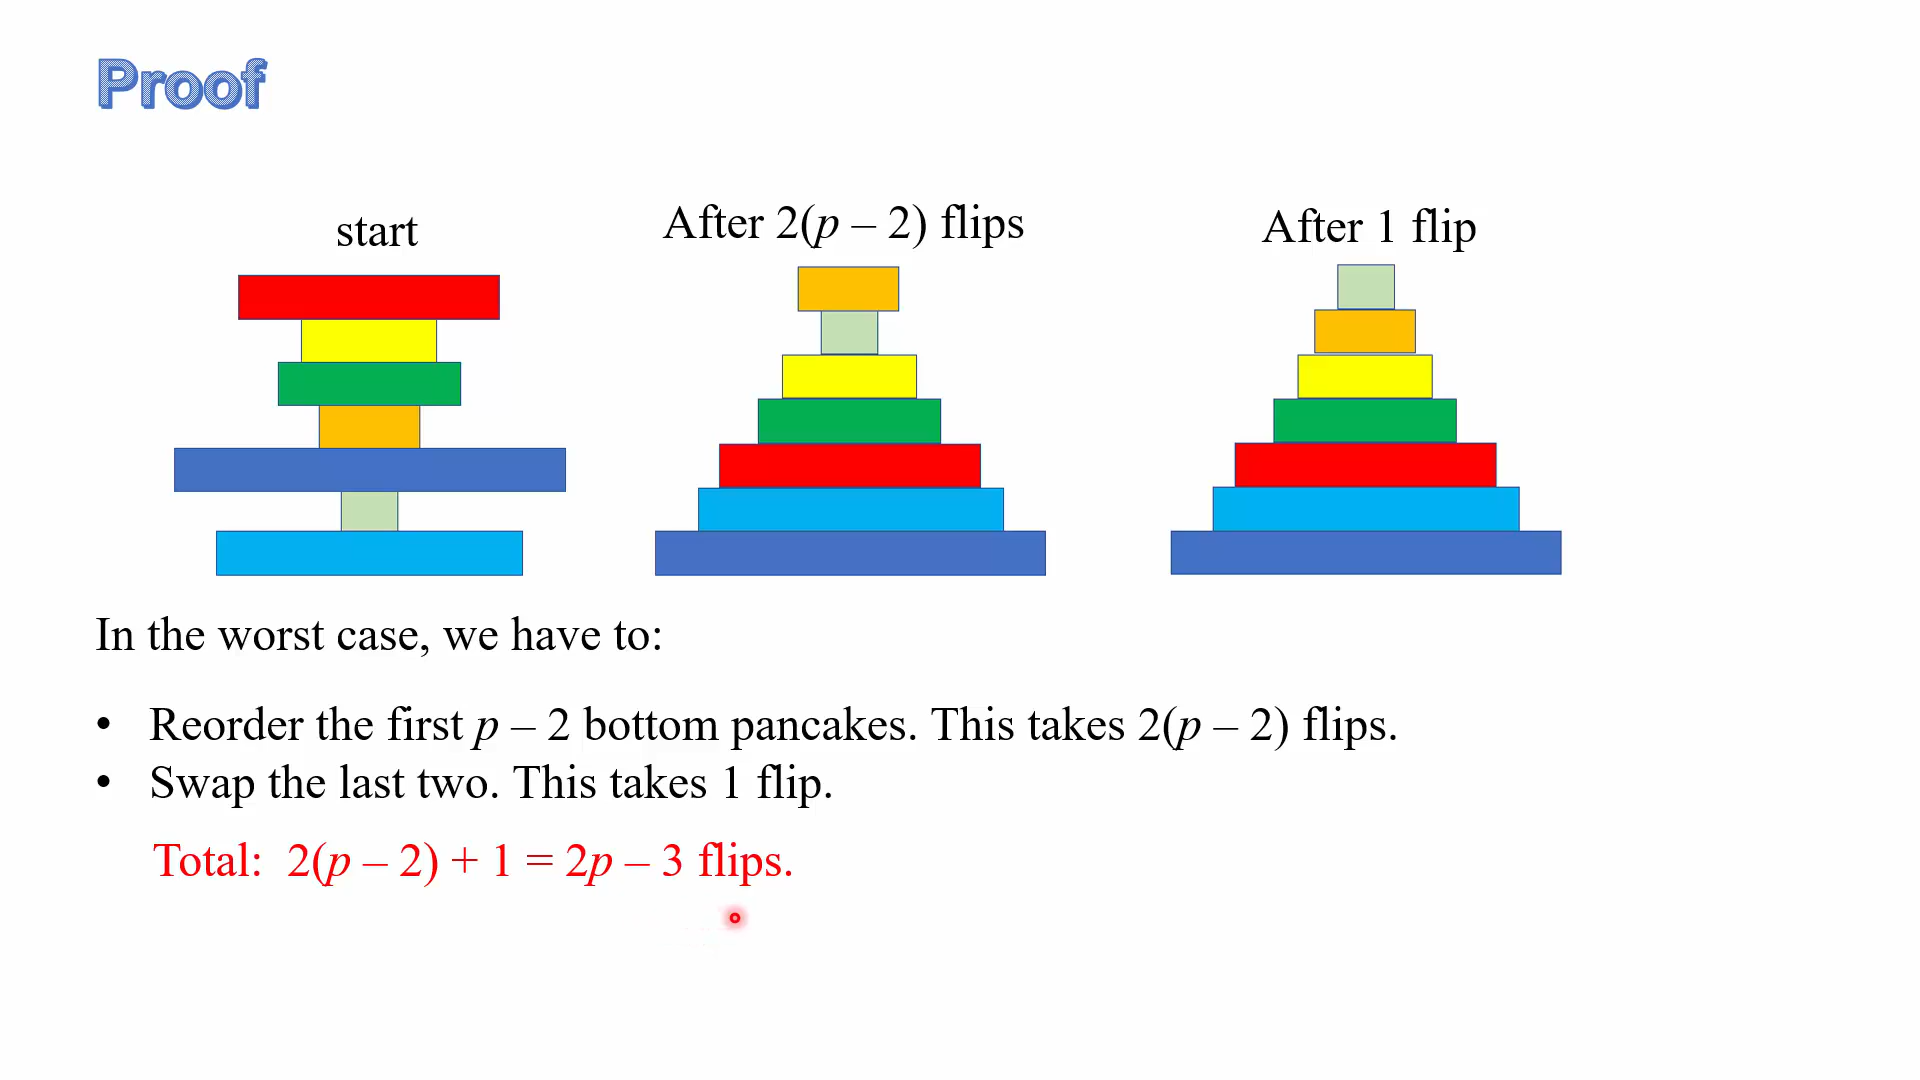 Proof
start
After 2(p – 2) flips
After 1 flip
In the worst case, we have to:
• Reorder the first p – 2 bottom pancakes. This takes 2(p – 2) flips.
• Swap the last two. This takes 1 flip.
Total: 2(p – 2) + 1 = 2p – 3 flips.